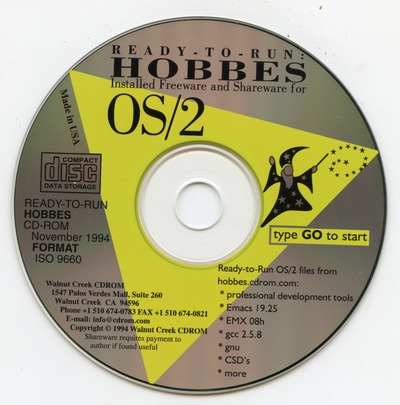 READY-TO-RUN:
HOBBES
Installed Freeware and Shareware for
OS/2
Made in USA
COMPACT
disc
DATA STORAGE
READY-TO-RUN
HOBBES
CD-ROM
November 1994
FORMAT
ISO 9660
type GO to start
Walnut Creek CDROM
1547 Palos Verdes Mall, Suite 260
Walnut Creek CA 94596
Phone +1 510 674-0783 FAX +1 510 674-0821
E-mail: info@cdrom.com
Copyright © 1994 Walnut Creek CDROM
Shareware requires payment to
author if found useful
Ready-to-Run OS/2 files from
hobbes.cdrom.com:
* professional development tools
* Emacs 19.25
* EMX 08h
* gcc 2.5.8
* gnu
* CSD's
* more